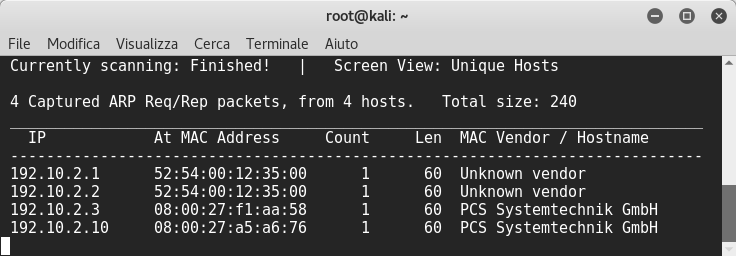 root@kali: ~
File Modifica Visualizza Cerca Terminale Aiuto
Currently scanning: Finished! | Screen View: Unique Hosts
4 Captured ARP Req/Rep packets, from 4 hosts. Total size: 240
_____________________________________________________________________________
IP At MAC Address Count Len MAC Vendor / Hostname
-----------------------------------------------------------------------------
192.10.2.1 52:54:00:12:35:00 1 60 Unknown vendor
192.10.2.2 52:54:00:12:35:00 1 60 Unknown vendor
192.10.2.3 08:00:27:f1:aa:58 1 60 PCS Systemtechnik GmbH
192.10.2.10 08:00:27:a5:a6:76 1 60 PCS Systemtechnik GmbH